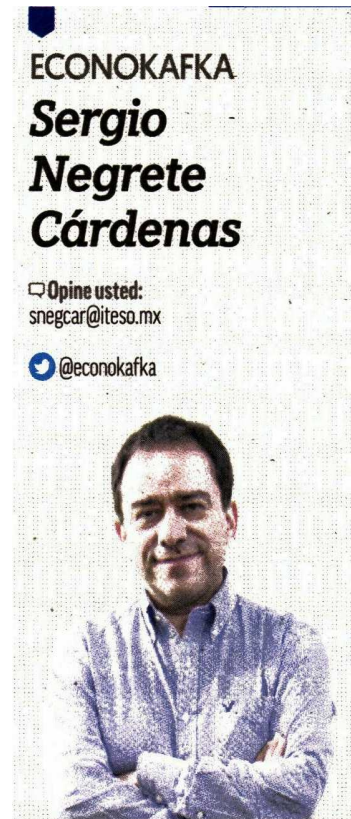 ECONOKAFKA
Sergio
Negrete
Cárdenas
Opine usted:
snegcar@iteso.mx
@econokafka